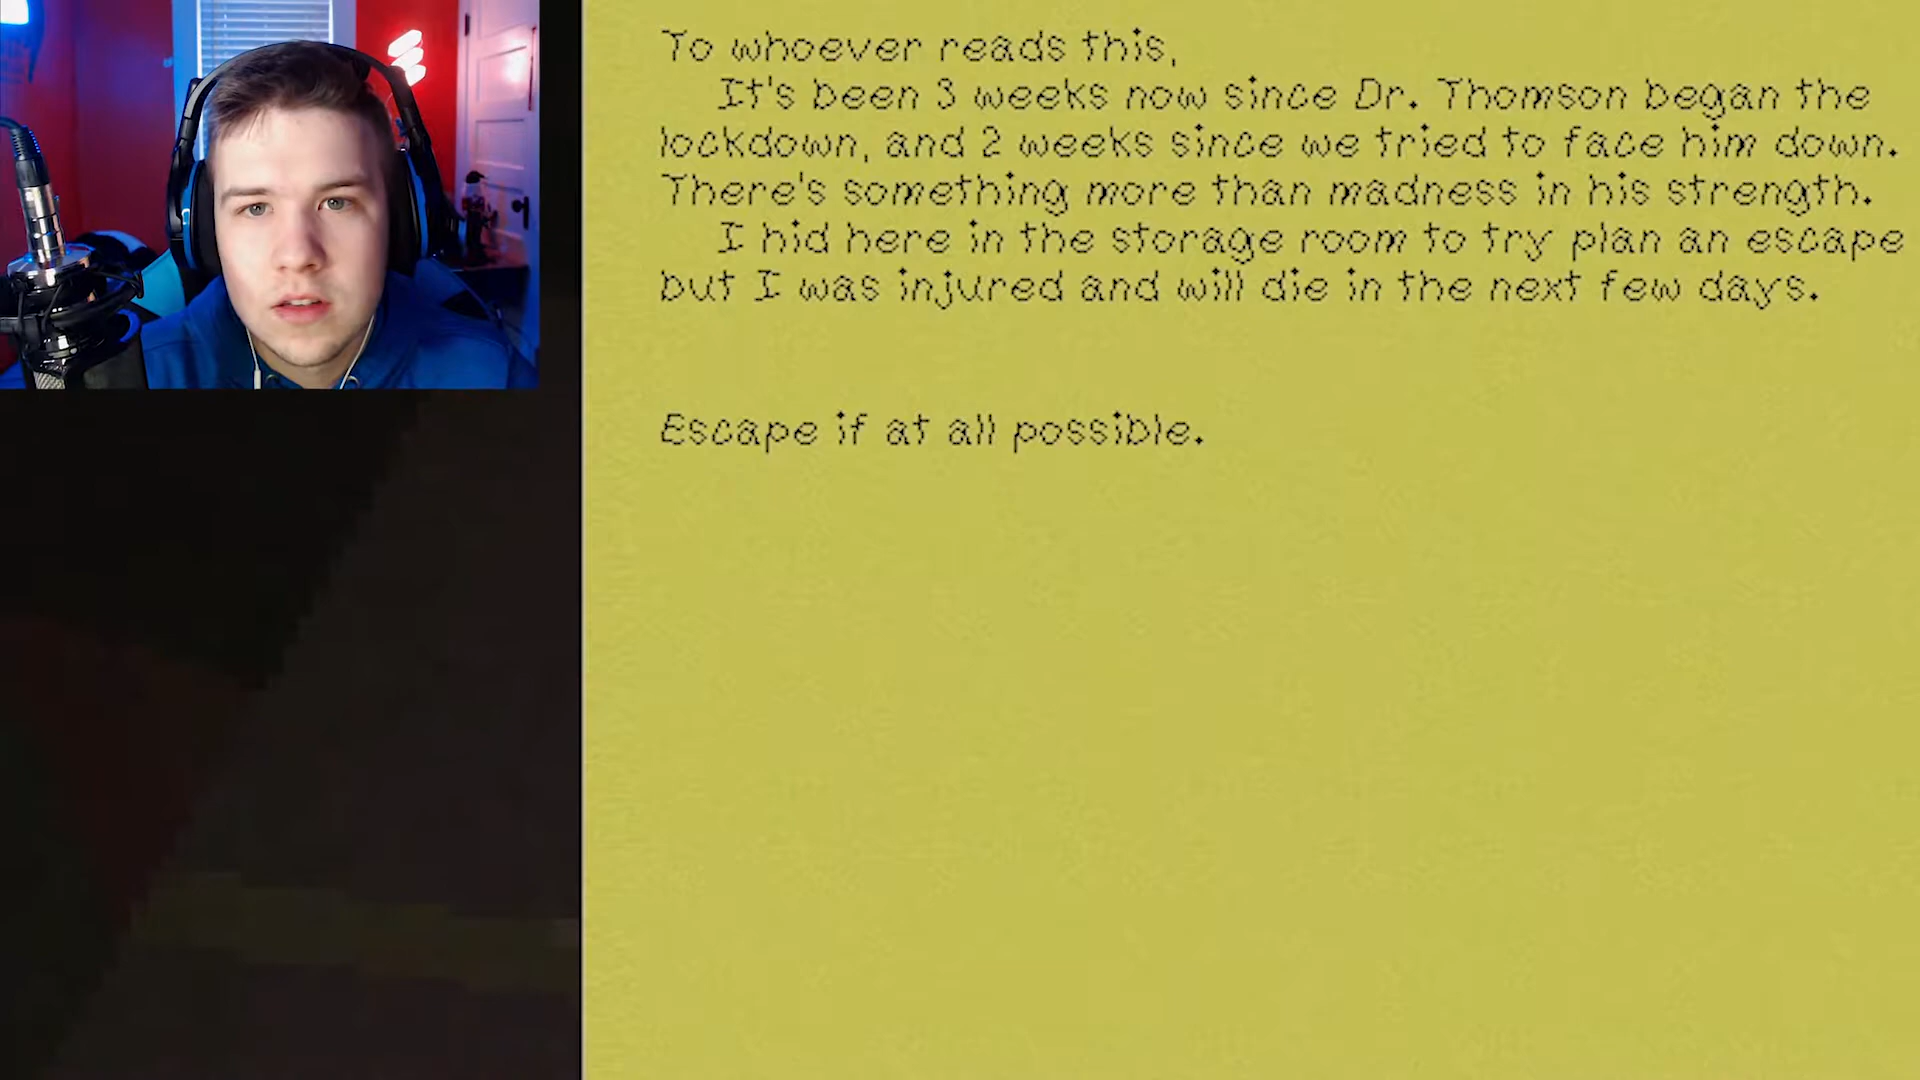 To whoever reads this,
It's been 3 weeks now since Dr. Thomson began the
lockdown, and 2 weeks since we tried to face him down.
There's something more than madness in his strength.
I hid here in the storage room to try plan an escape
but I was injured and will die in the next few days.
Escape if at all possible.